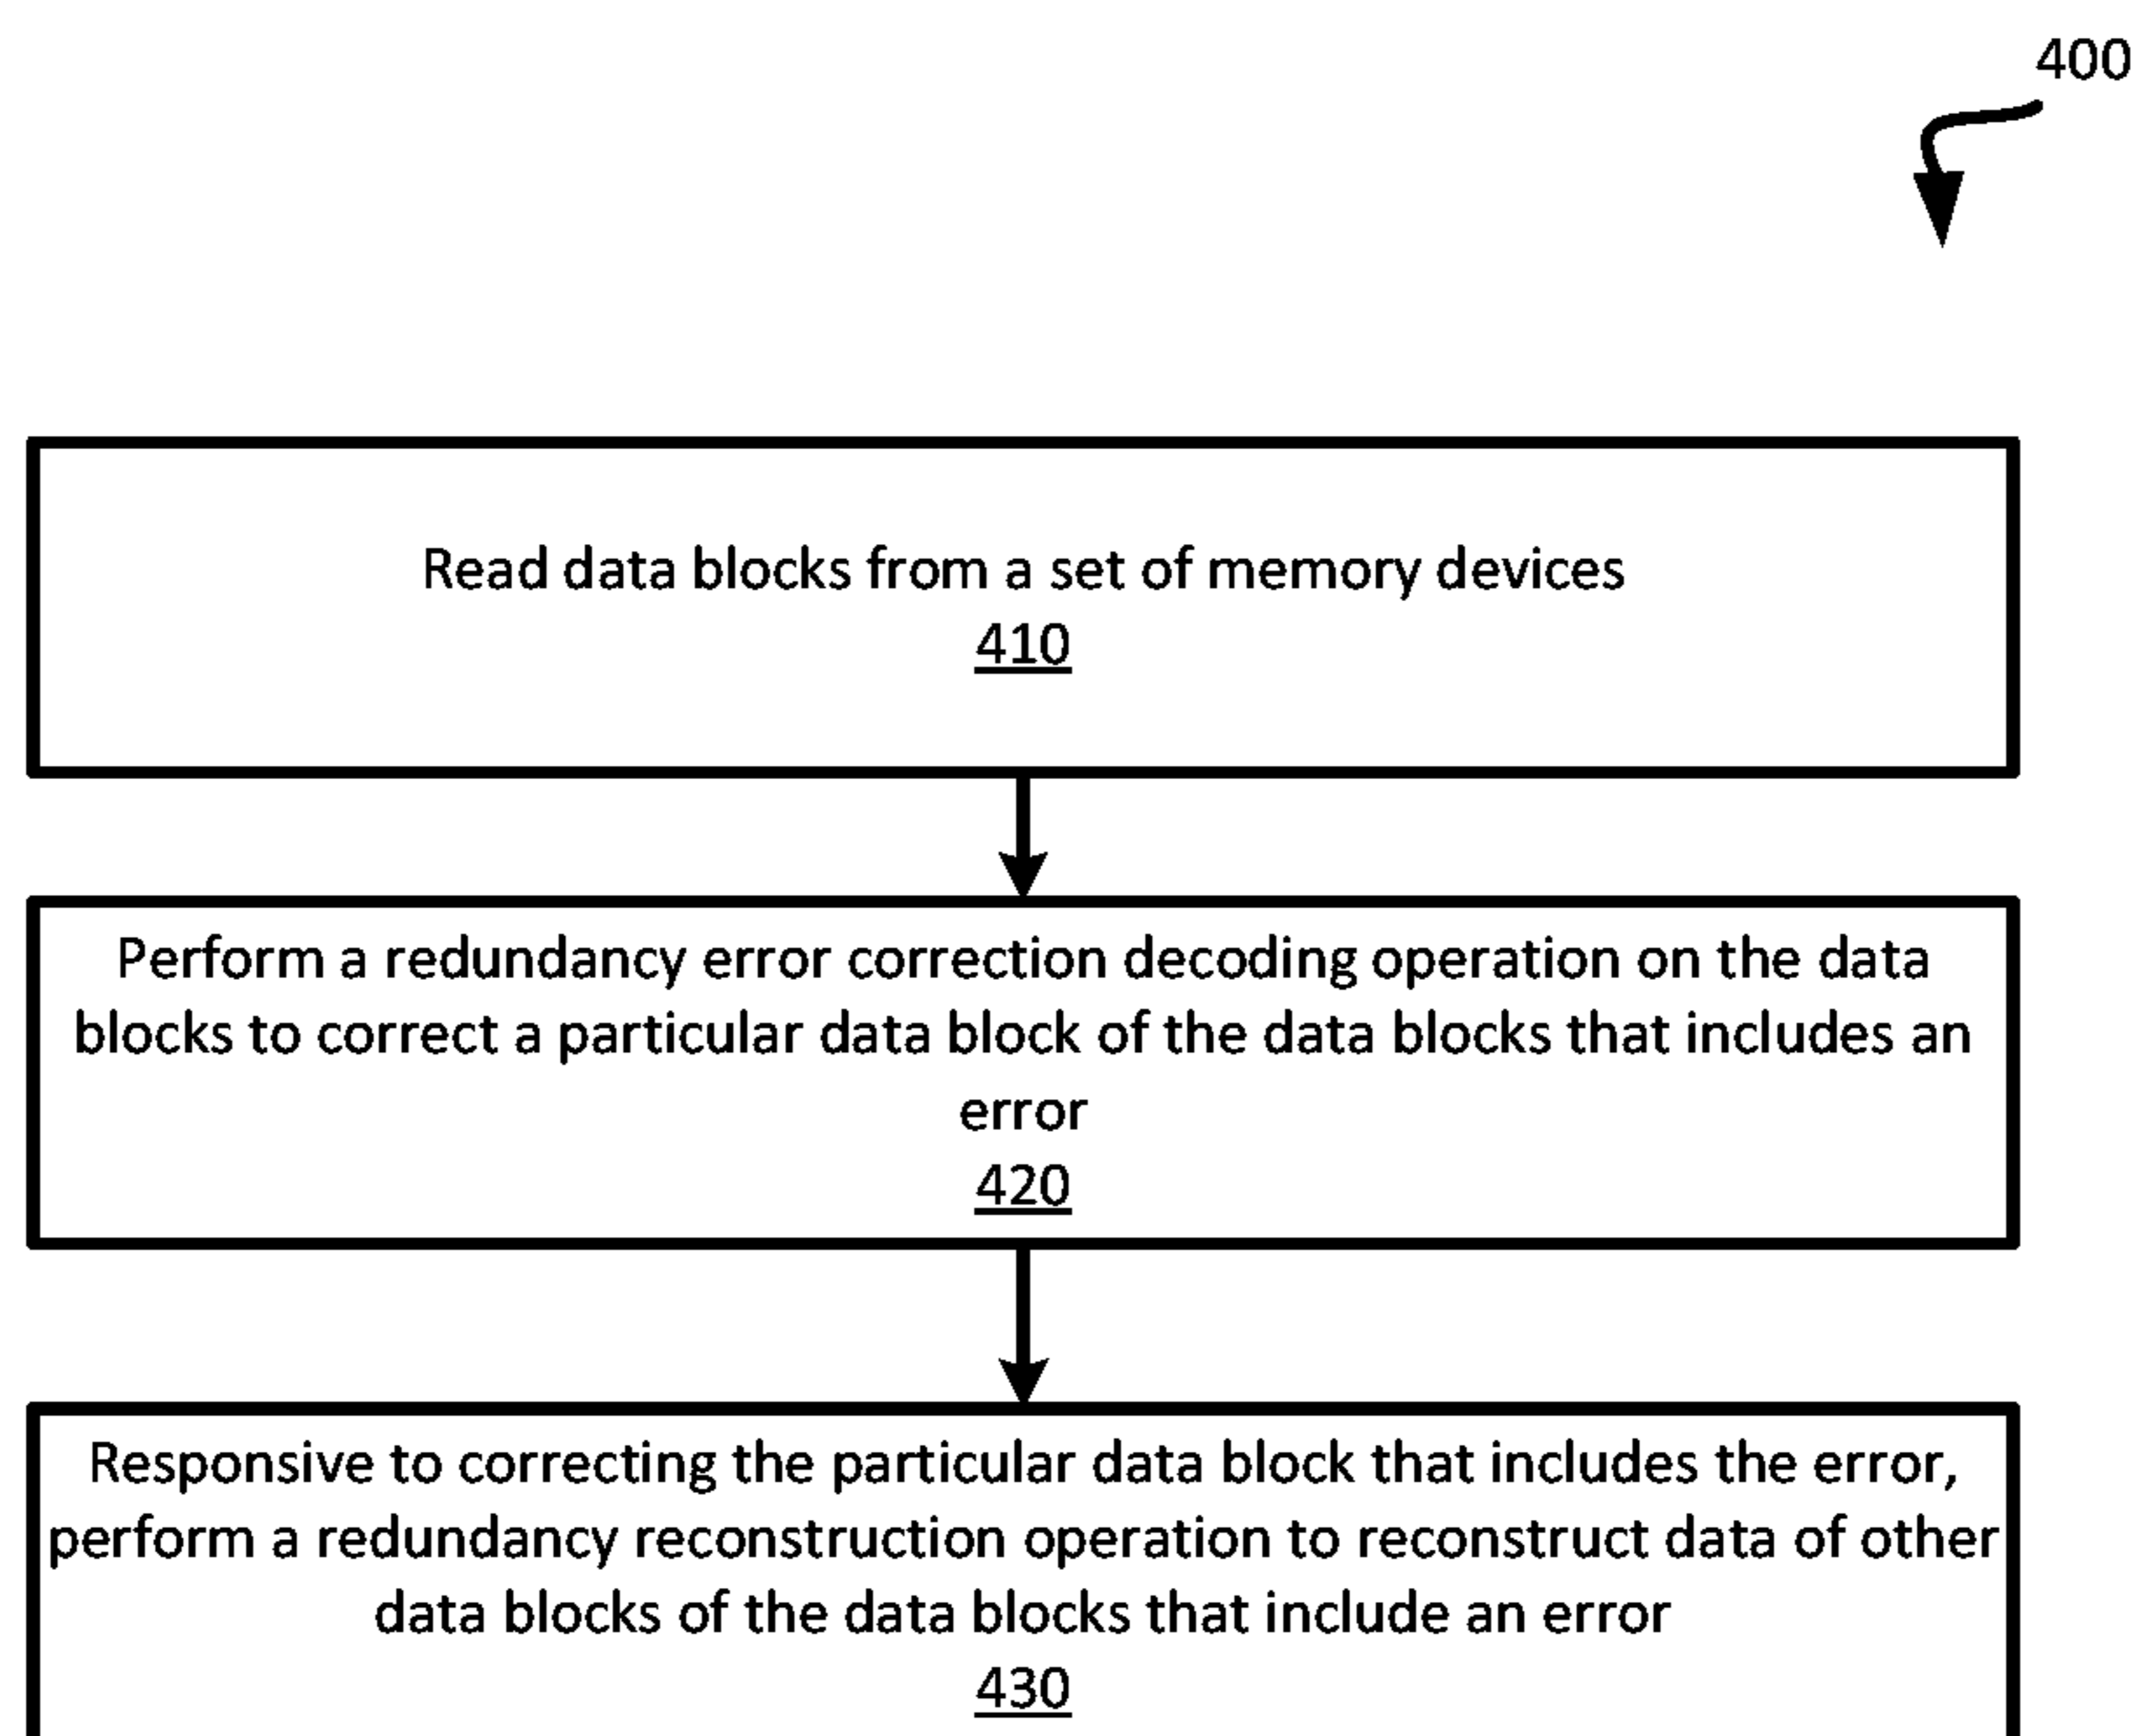 400
Read data blocks from a set of memory devices
410
Perform a redundancy error correction decoding operation on the data
blocks to correct a particular data block of the data blocks that includes an
error
420
Responsive to correcting the particular data block that includes the error,
perform a redundancy reconstruction operation to reconstruct data of other
data blocks of the data blocks that include an error
430